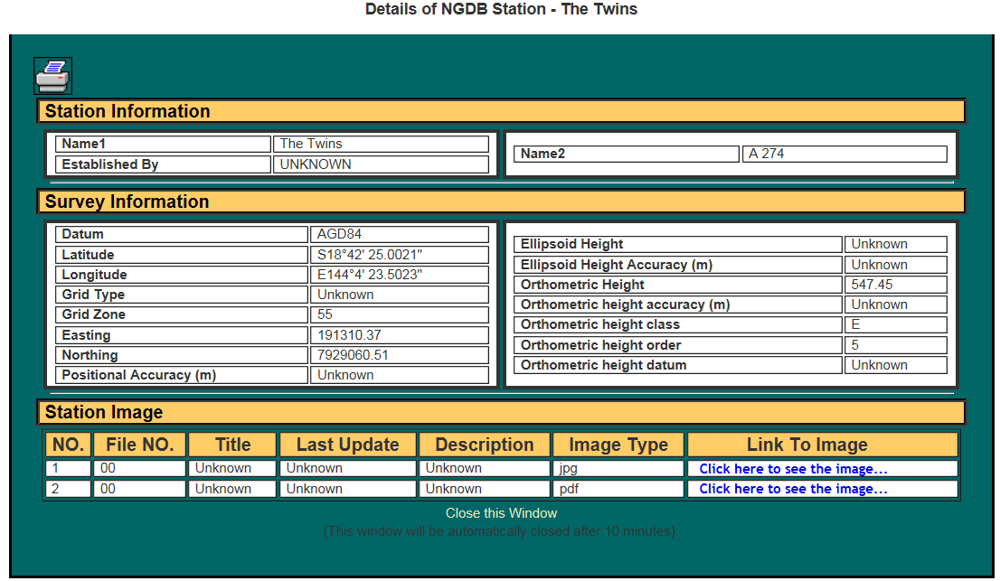 Details of NGDB Station - The Twins
Station Information
Name1 The Twins
Established By UNKNOWN
Name2 A 274
Survey Information
Datum AGD84
Latitude S18°42' 25.0021"
Longitude E144°4' 23.5023"
Grid Type Unknown
Grid Zone 55
Easting 191310.37
Northing 7929060.51
Positional Accuracy (m) Unknown
Ellipsoid Height Unknown
Ellipsoid Height Accuracy (m) Unknown
Orthometric Height 547.45
Orthometric height accuracy (m) Unknown
Orthometric height class E
Orthometric height order 5
Orthometric height datum Unknown
Station Image
NO. File NO. Title Last Update Description Image Type Link To Image
1 00 Unknown Unknown Unknown jpg Click here to see the image...
2 00 Unknown Unknown Unknown pdf Click here to see the image...
Close this Window
(This window will be automatically closed after 10 minutes).